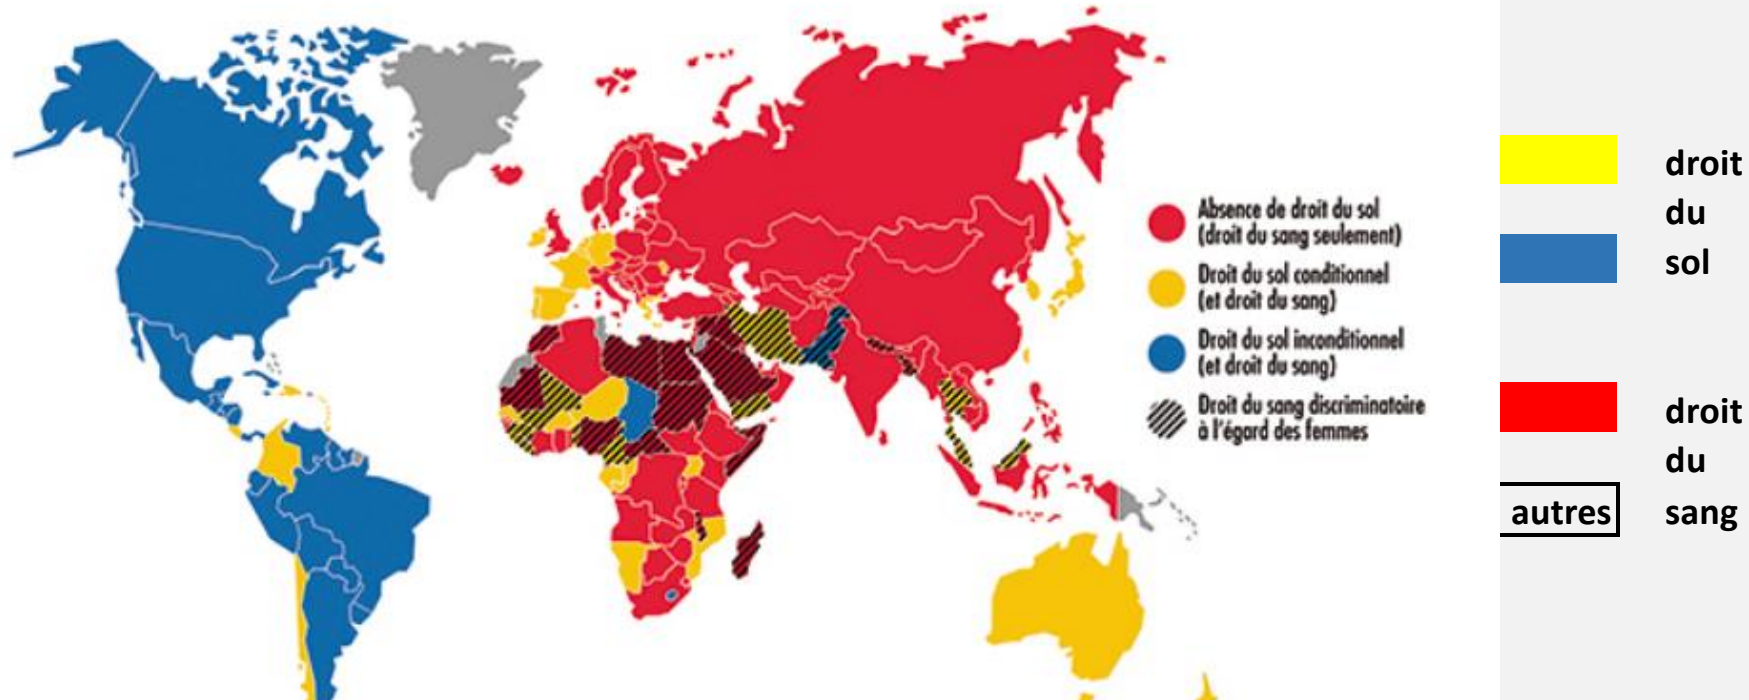 Absence de droit du sol
(droit du sang seulement)
Droit du sol conditionnel
(et droit du sang)
Droit du sol inconditionnel
(et droit du sang)
Droit du sang discriminatoire
à l'égard des femmes
droit
du
sol
droit
du
sang
autres